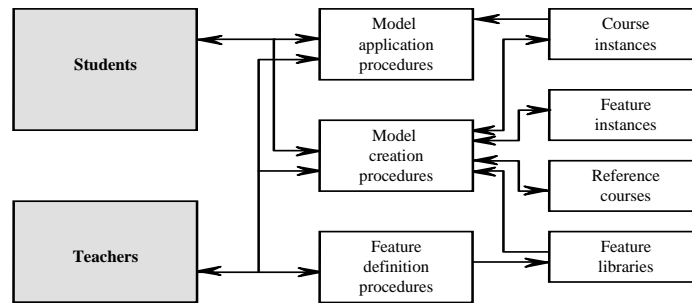 Students
Teachers
Model
application
procedures
Model
creation
procedures
Feature
definition
procedures
Course
instances
Feature
instances
Reference
courses
Feature
libraries